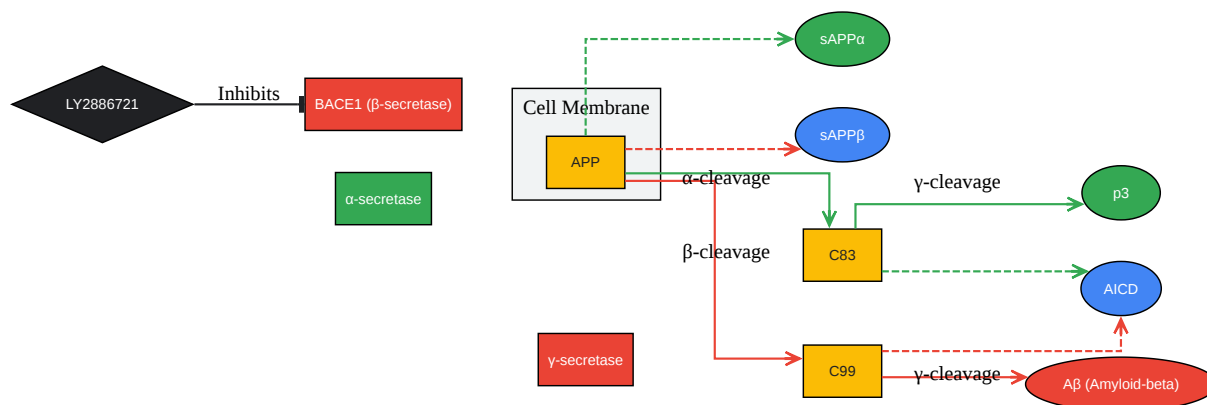 sAPPα
LY2886721
Inhibits
BACE1 (β-secretase)
Cell Membrane
sAPPβ
APP
α-cleavage
γ-cleavage
p3
α-secretase
β-cleavage
C83
AICD
γ-secretase
C99
γ-cleavage
Aβ (Amyloid-beta)